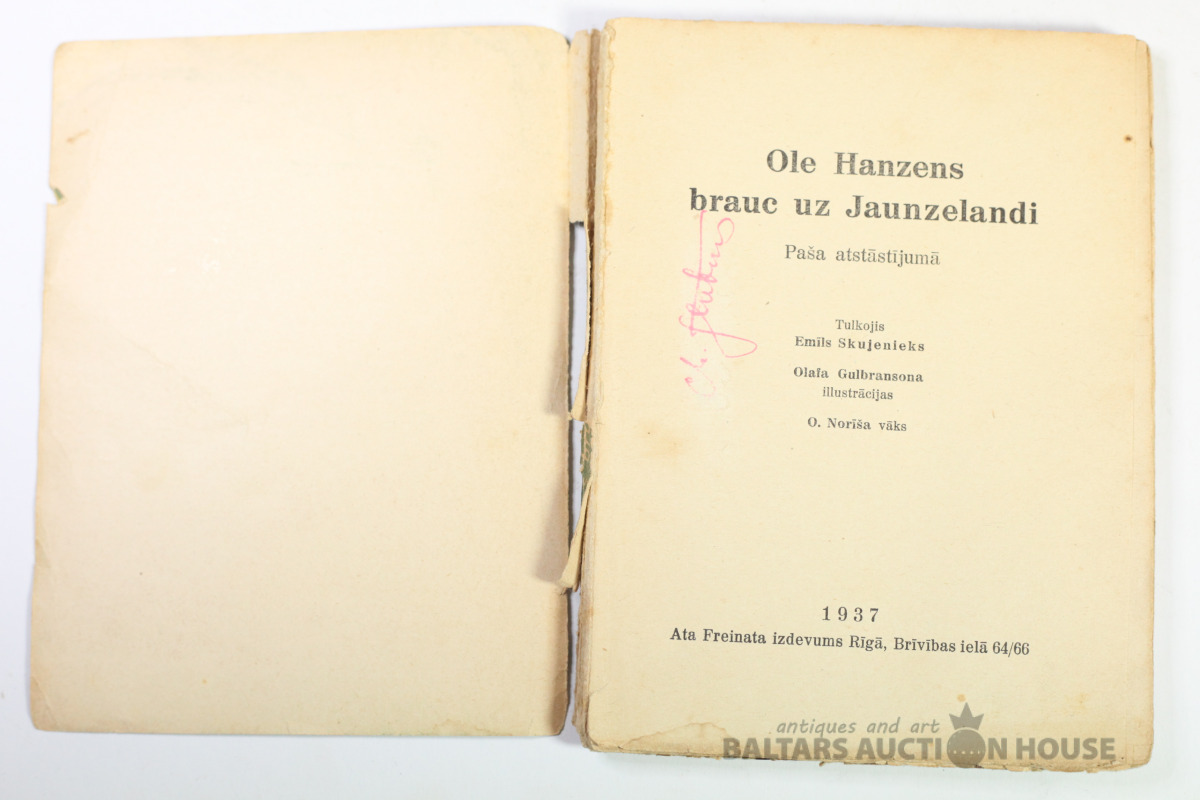 Ole Hanzens
brauc uz Jaunzelandi
Paša atstāstījumā
Tulkojis
Emīls Skujenieks
Olafa Gulbransona
illustrācijas
O. Norīša vāks
1937
Ata Freinata izdevums Rīgā, Brīvības ielā 64/66
antiques and art
BALTARS AUCTION HOUSE